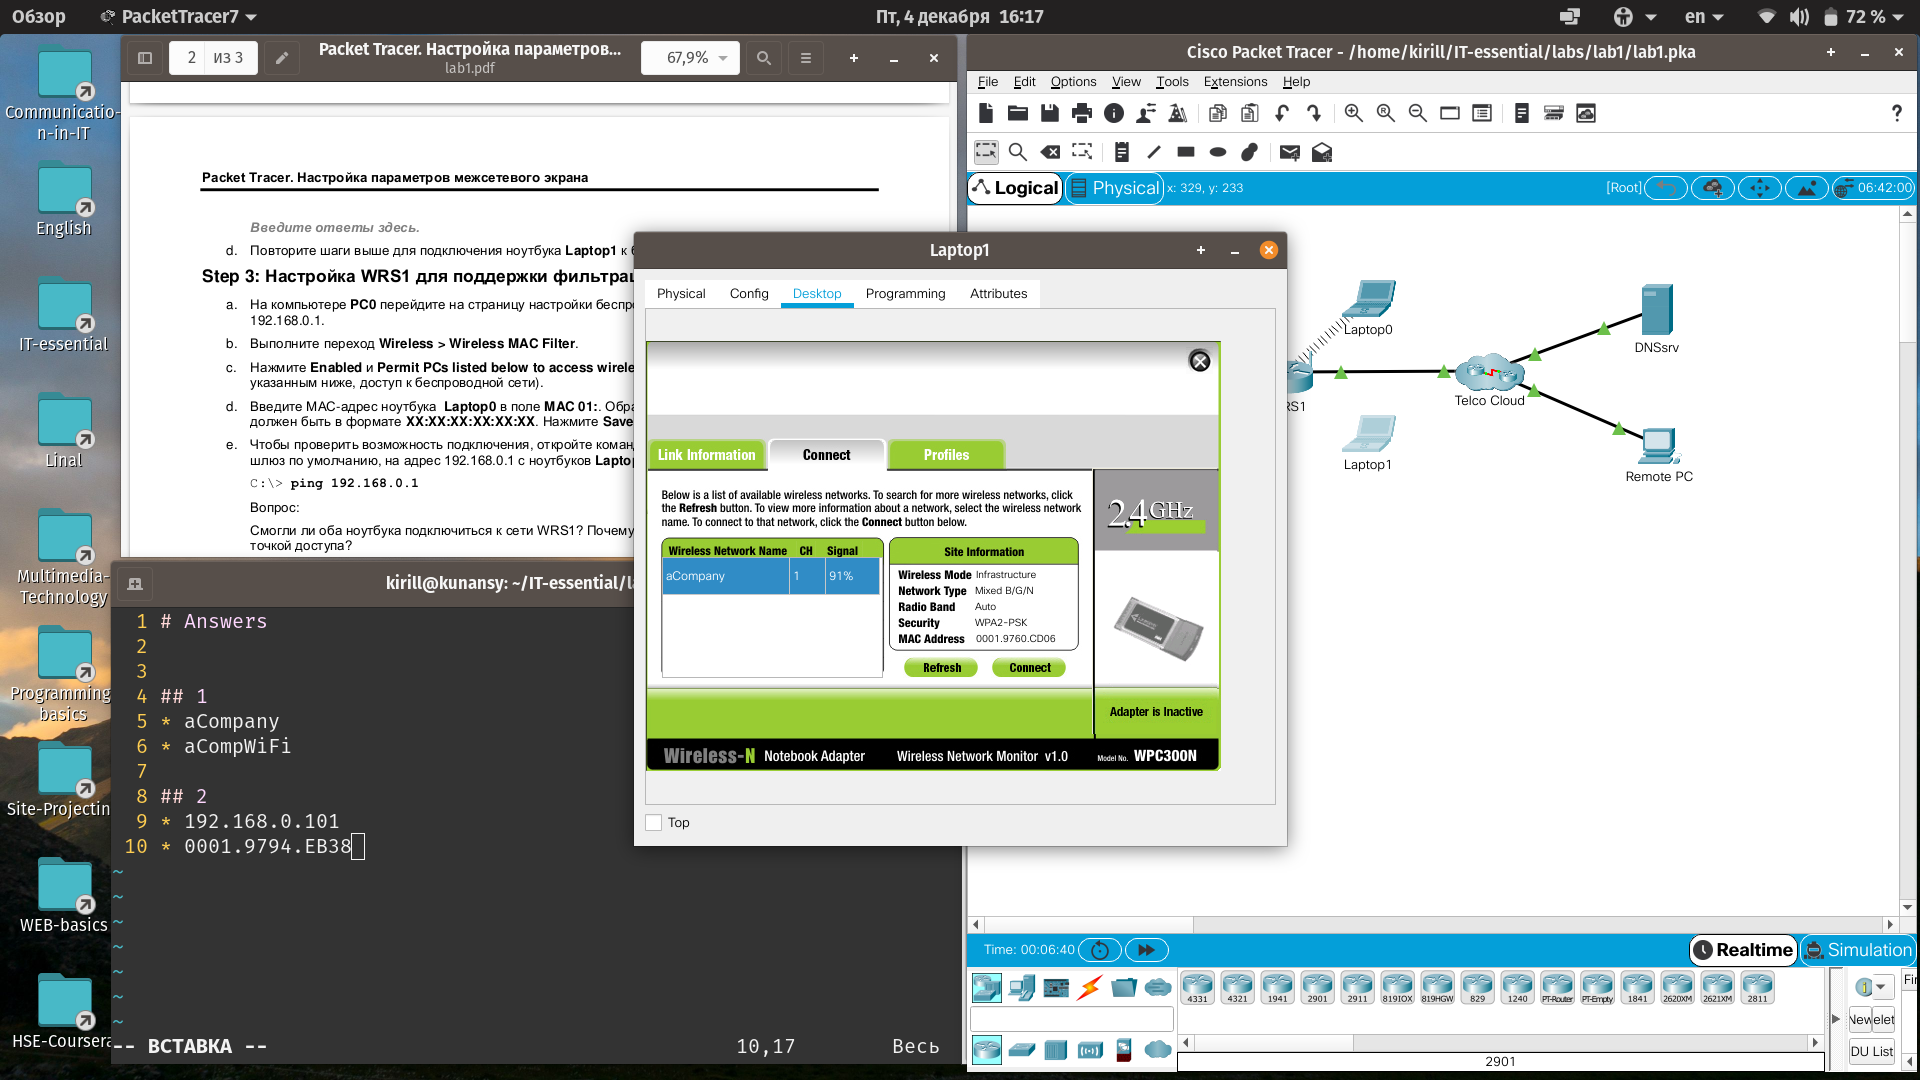 Обзор
PacketTracer7
Пт, 4 декабря 16:17
en
72 %
Communicatio-
n-in-IT
English
IT-essential
Linal
Multimedia-
Technology
Programming
basics
Site-Projectin
WEB-basics
HSE-Coursera
2 из 3
Packet Tracer. Настройка параметров...
lab1.pdf
67,9%
Packet Tracer. Настройка параметров межсетевого экрана
Введите ответы здесь.
d. Повторите шаги выше для подключения ноутбука Laptop1 к
Step 3: Настройка WRS1 для поддержки фильтрац
a. На компьютере PC0 перейдите на страницу настройки беспро
192.168.0.1.
b. Выполните переход Wireless > Wireless MAC Filter.
c. Нажмите Enabled и Permit PCs listed below to access wirele
указанным ниже, доступ к беспроводной сети).
d. Введите MAC-адрес ноутбука Laptop0 в поле MAC 01:. Обра
должен быть в формате XX:XX:XX:XX:XX:XX. Нажмите Save
e. Чтобы проверить возможность подключения, откройте коман
шлюз по умолчанию, на адрес 192.168.0.1 с ноутбуков Lapto
C:\> ping 192.168.0.1
Вопрос:
Смогли ли оба ноутбука подключиться к сети WRS1? Почему
точкой доступа?
kirill@kunansy: ~/IT-essential/la
1 # Answers
2
3
4 ## 1
5 * aCompany
6 * aCompWiFi
7
8 ## 2
9 * 192.168.0.101
10 * 0001.9794.EB38
~
~
~
~
~
~
~
-- ВСТАВКА --
10,17
Весь
Cisco Packet Tracer - /home/kirill/IT-essential/labs/lab1/lab1.pka
File Edit Options View Tools Extensions Help
Logical
Physical
x: 329, y: 233
[Root]
06:42:00
Laptop0
DNSsrv
RS1
Telco Cloud
Laptop1
Remote PC
Laptop1
Physical Config Desktop Programming Attributes
Link Information
Connect
Profiles
Below is a list of available wireless networks. To search for more wireless networks, click
the Refresh button. To view more information about a network, select the wireless network
name. To connect to that network, click the Connect button below.
2.4GHz
Wireless Network Name CH Signal
aCompany 1 91%
Site Information
Wireless Mode Infrastructure
Network Type Mixed B/G/N
Radio Band Auto
Security WPA2-PSK
MAC Address 0001.9760.CD06
Refresh
Connect
Adapter is Inactive
Wireless-N Notebook Adapter
Wireless Network Monitor v1.0
Model No. WPC300N
Top
Time: 00:06:40
Realtime
Simulation
4331 4321 1941 2901 2911 819IOX 819HGW 829 1240 PT-Router PT-Empty 1841 2620XM 2621XM 2811
2901
Fir
New
elet
DU List